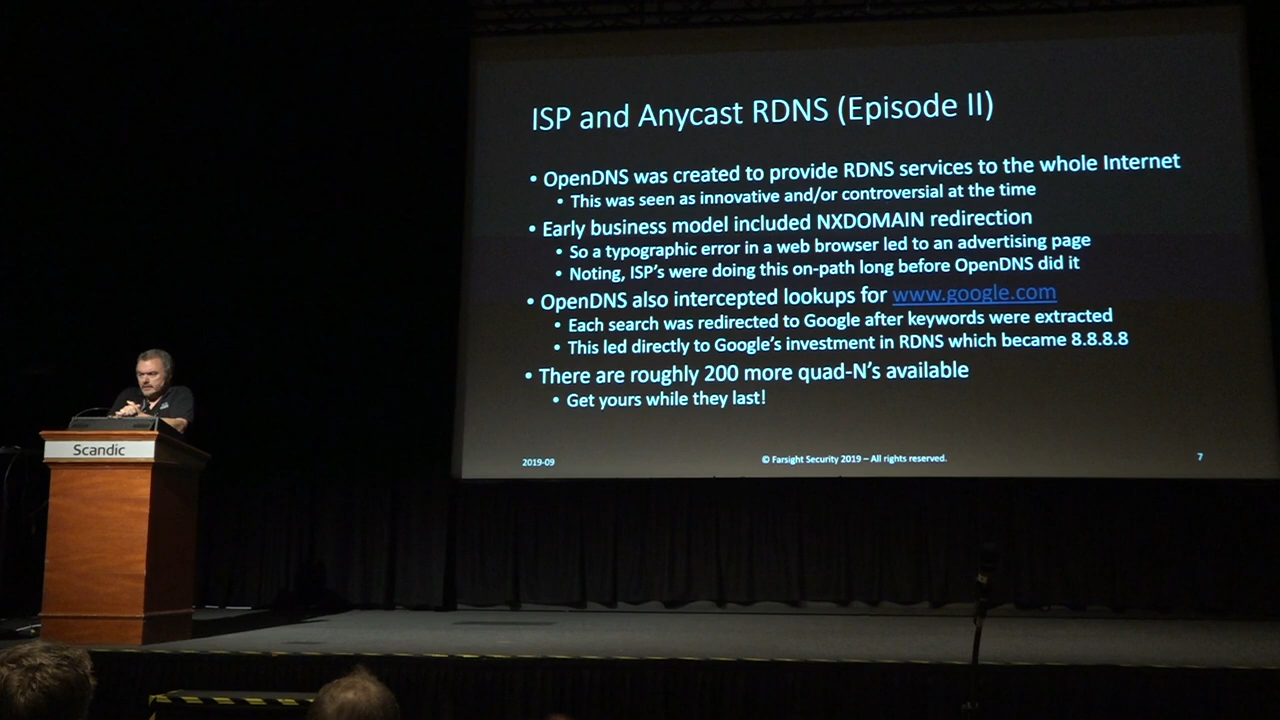 ISP and Anycast RDNS (Episode II)
• OpenDNS was created to provide RDNS services to the whole Internet
• This was seen as innovative and/or controversial at the time
• Early business model included NXDOMAIN redirection
• So a typographic error in a web browser led to an advertising page
• Noting, ISP's were doing this on-path long before OpenDNS did it
• OpenDNS also intercepted lookups for www.google.com
• Each search was redirected to Google after keywords were extracted
• This led directly to Google's investment in RDNS which became 8.8.8.8
• There are roughly 200 more quad-N's available
• Get yours while they last!
2019-09
© Farsight Security 2019 – All rights reserved.
7
Scandic